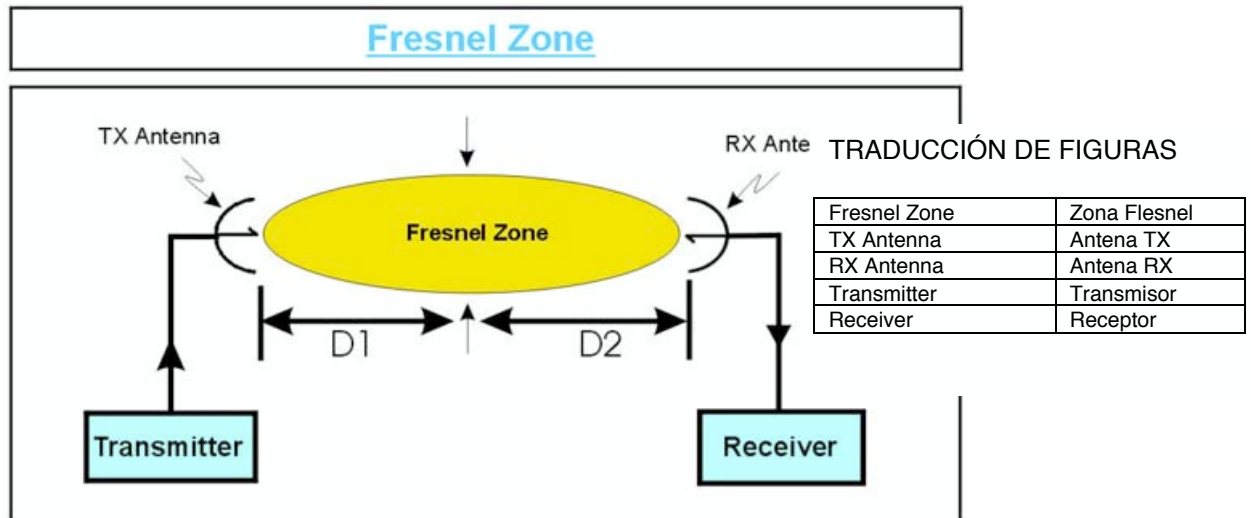 Fresnel Zone
TX Antenna
RX Ante
TRADUCCIÓN DE FIGURAS
Fresnel Zone
Fresnel Zone Zona Flesnel
TX Antenna Antena TX
RX Antenna Antena RX
Transmitter Transmisor
Receiver Receptor
D1
D2
Transmitter
Receiver